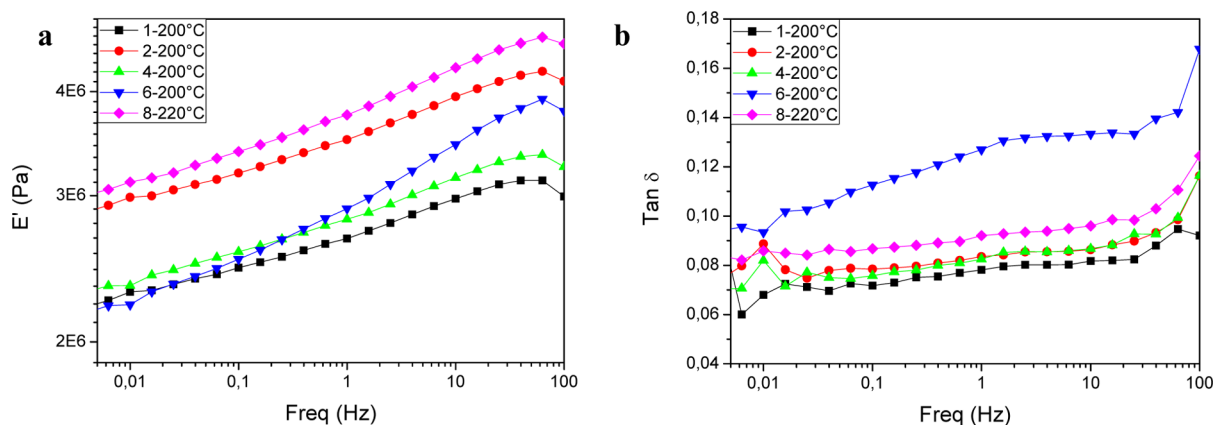 a
1-200°C
2-200°C
4-200°C
6-200°C
8-220°C
4E6
3E6
2E6
E' (Pa)
0,01 0,1 1 10 100
Freq (Hz)
b
1-200°C
2-200°C
4-200°C
6-200°C
8-220°C
0,18
0,16
0,14
0,12
0,10
0,08
0,06
0,04
Tan δ
0,01 0,1 1 10 100
Freq (Hz)